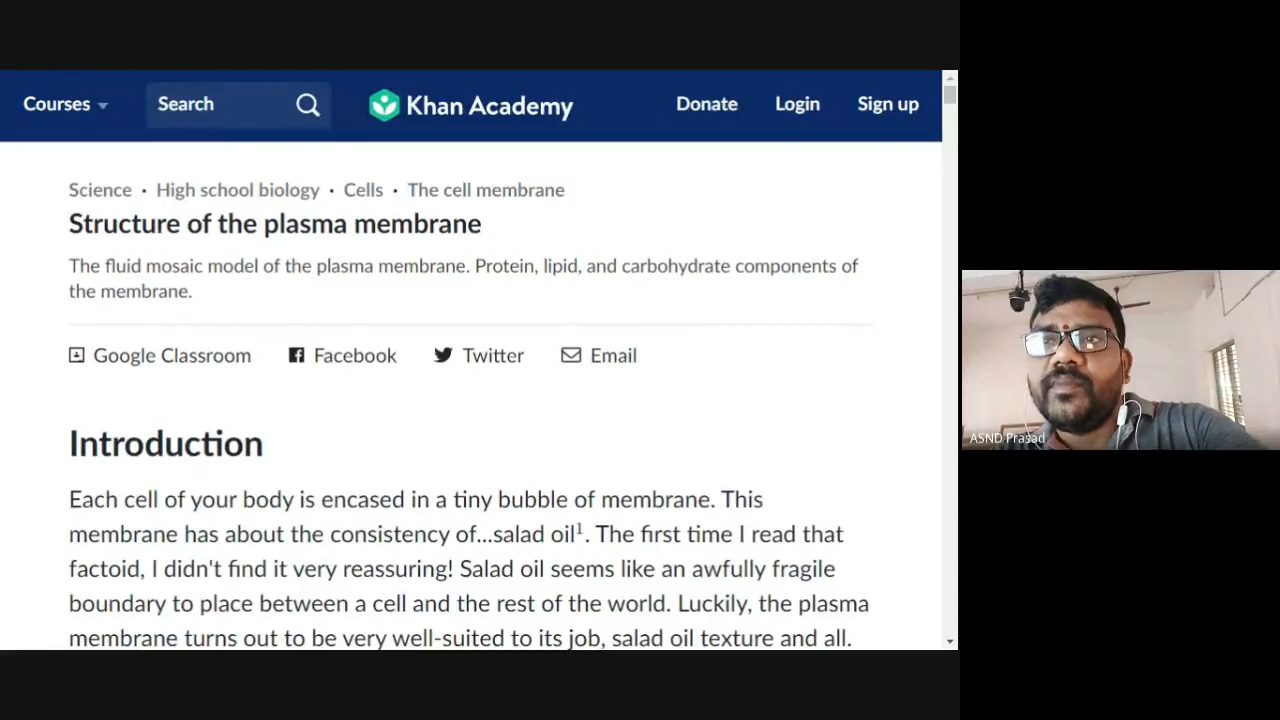 Courses Search Khan Academy Donate Login Sign up
Science · High school biology · Cells · The cell membrane
Structure of the plasma membrane
The fluid mosaic model of the plasma membrane. Protein, lipid, and carbohydrate components of
the membrane.
Google Classroom Facebook Twitter Email
Introduction
Each cell of your body is encased in a tiny bubble of membrane. This
membrane has about the consistency of...salad oil¹. The first time I read that
factoid, I didn't find it very reassuring! Salad oil seems like an awfully fragile
boundary to place between a cell and the rest of the world. Luckily, the plasma
membrane turns out to be very well-suited to its job, salad oil texture and all.
ASND Prasad